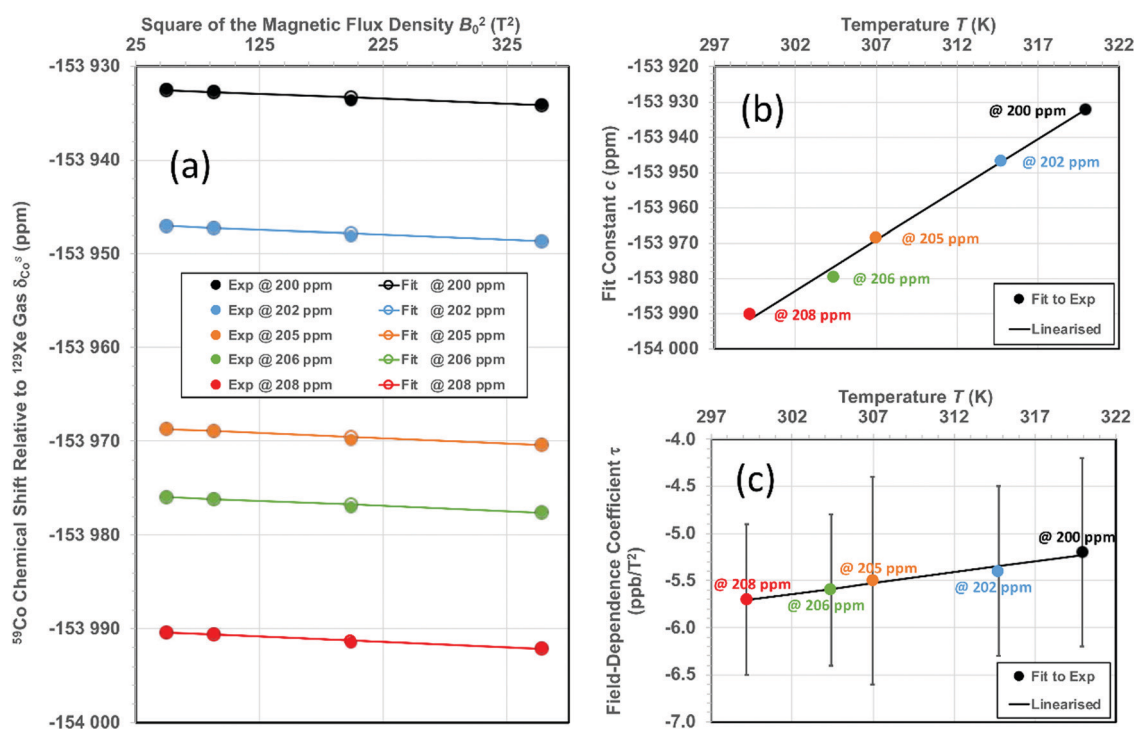 Square of the Magnetic Flux Density B₀² (T²)
25 125 225 325
-153 930
-153 940
-153 950
-153 960
-153 970
-153 980
-153 990
-154 000
⁵⁹Co Chemical Shift Relative to ¹²⁹Xe Gas δ_Co^s (ppm)
(a)
Exp @ 200 ppm Fit @ 200 ppm
Exp @ 202 ppm Fit @ 202 ppm
Exp @ 205 ppm Fit @ 205 ppm
Exp @ 206 ppm Fit @ 206 ppm
Exp @ 208 ppm Fit @ 208 ppm
Temperature T (K)
297 302 307 312 317 322
-153 920
-153 930
-153 940
-153 950
-153 960
-153 970
-153 980
-153 990
-154 000
Fit Constant c (ppm)
(b)
@ 200 ppm
@ 202 ppm
@ 205 ppm
@ 206 ppm
@ 208 ppm
Fit to Exp
Linearised
Temperature T (K)
297 302 307 312 317 322
-4.0
-4.5
-5.0
-5.5
-6.0
-6.5
-7.0
Field-Dependence Coefficient τ
(ppb/T²)
(c)
@ 200 ppm
@ 205 ppm
@ 208 ppm
@ 202 ppm
@ 206 ppm
Fit to Exp
Linearised